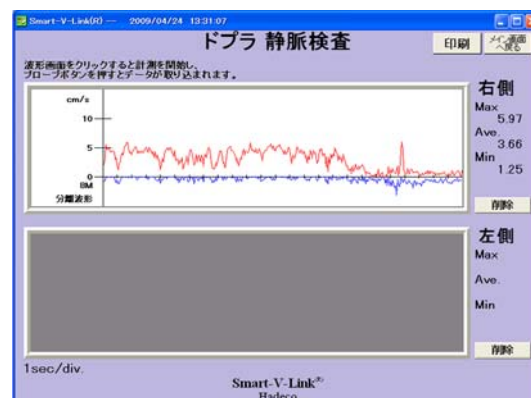 Smart-V-Link(R) --- 2009/04/24 13:31:07
ドプラ 静脈検査
印刷
メイン画面
へ戻る
波形画面をクリックすると計測を開始し、
プローブボタンを押すとデータが取り込まれます。
cm/s
10
5
0
BM
分離波形
右側
Max
5.97
Ave.
3.66
Min
1.25
削除
左側
Max
Ave.
Min
削除
1sec/div.
Smart-V-Link®
Hadeco